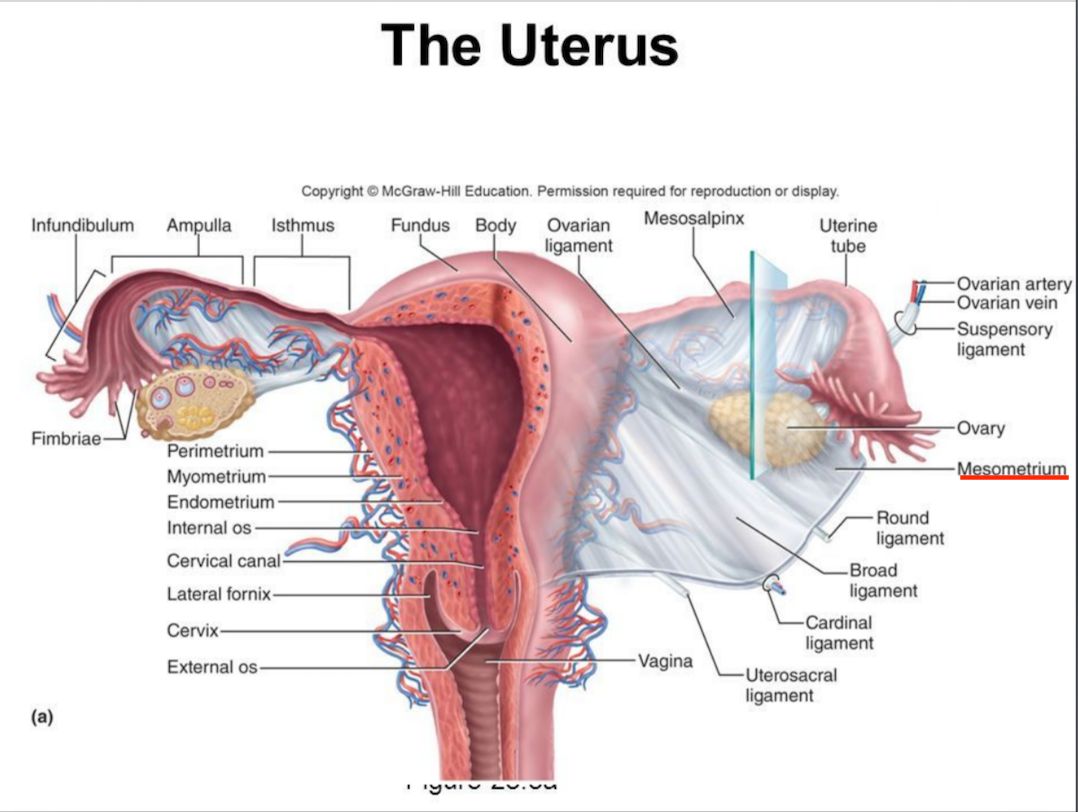 The Uterus
Copyright © McGraw-Hill Education. Permission required for reproduction or display.
Infundibulum
Ampulla
Isthmus
Fundus
Body
Ovarian
ligament
Mesosalpinx
Uterine
tube
Ovarian artery
Ovarian vein
Suspensory
ligament
Fimbriae
Ovary
Perimetrium
Mesometrium
Myometrium
Endometrium
Internal os
Round
ligament
Cervical canal
Broad
ligament
Lateral fornix
Cervix
Cardinal
ligament
External os
Vagina
Uterosacral
ligament
(a)